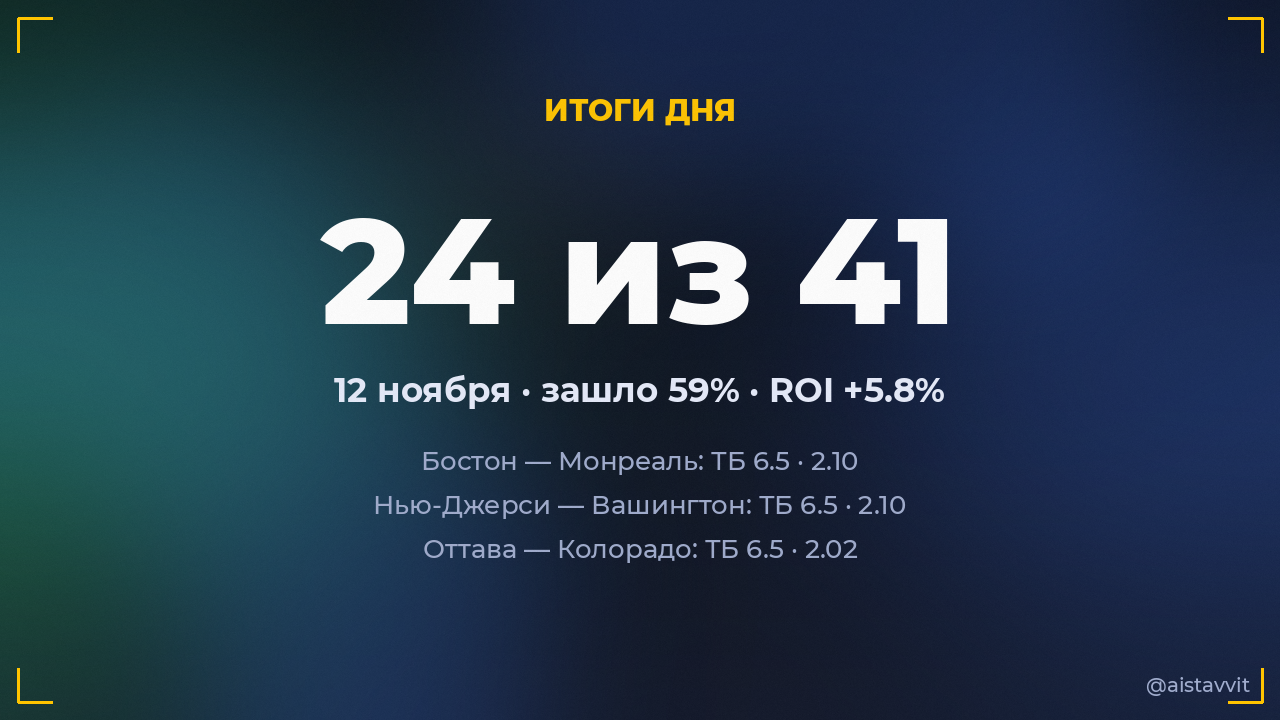 ИТОГИ ДНЯ
24 из 41
12 ноября · зашло 59% · ROI +5.8%
Бостон — Монреаль: ТБ 6.5 · 2.10
Нью-Джерси — Вашингтон: ТБ 6.5 · 2.10
Оттава — Колорадо: ТБ 6.5 · 2.02
@aistavvit